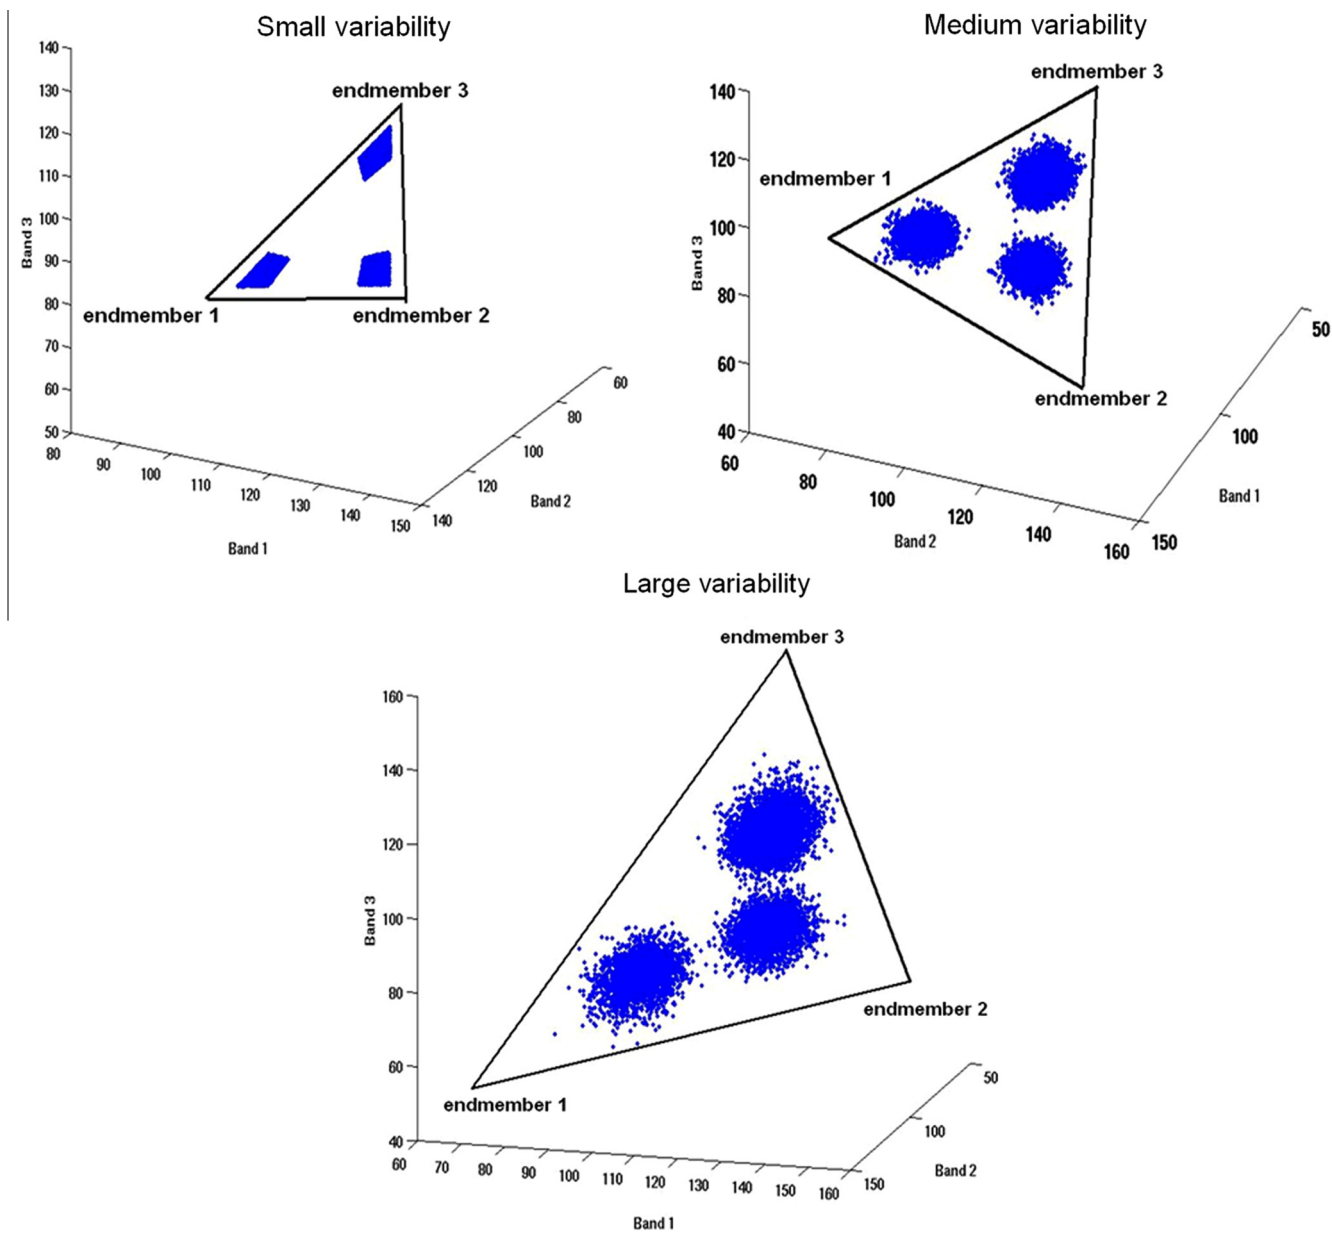 Small variability
140
130
120
110
100
90
80
70
60
50
Band 3
endmember 3
endmember 1
endmember 2
80
90
100
110
120
130
140
150
Band 1
60
80
100
120
140
Band 2
Medium variability
140
120
100
80
60
40
Band 3
endmember 3
endmember 1
endmember 2
60
80
100
120
140
160
Band 2
50
100
150
Band 1
Large variability
160
140
120
100
80
60
40
Band 3
endmember 3
endmember 2
endmember 1
60
70
80
90
100
110
120
130
140
150
160
Band 1
50
100
150
Band 2